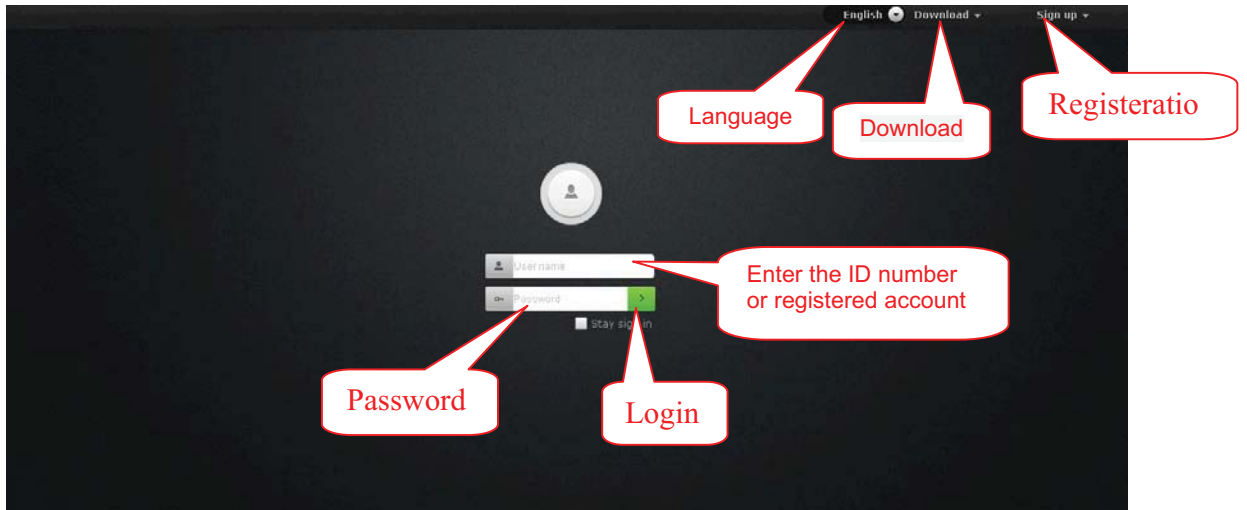 English Download Sign up
Language
Download
Registeratio
User name
Enter the ID number
or registered account
Password
Stay sign in
Password
Login